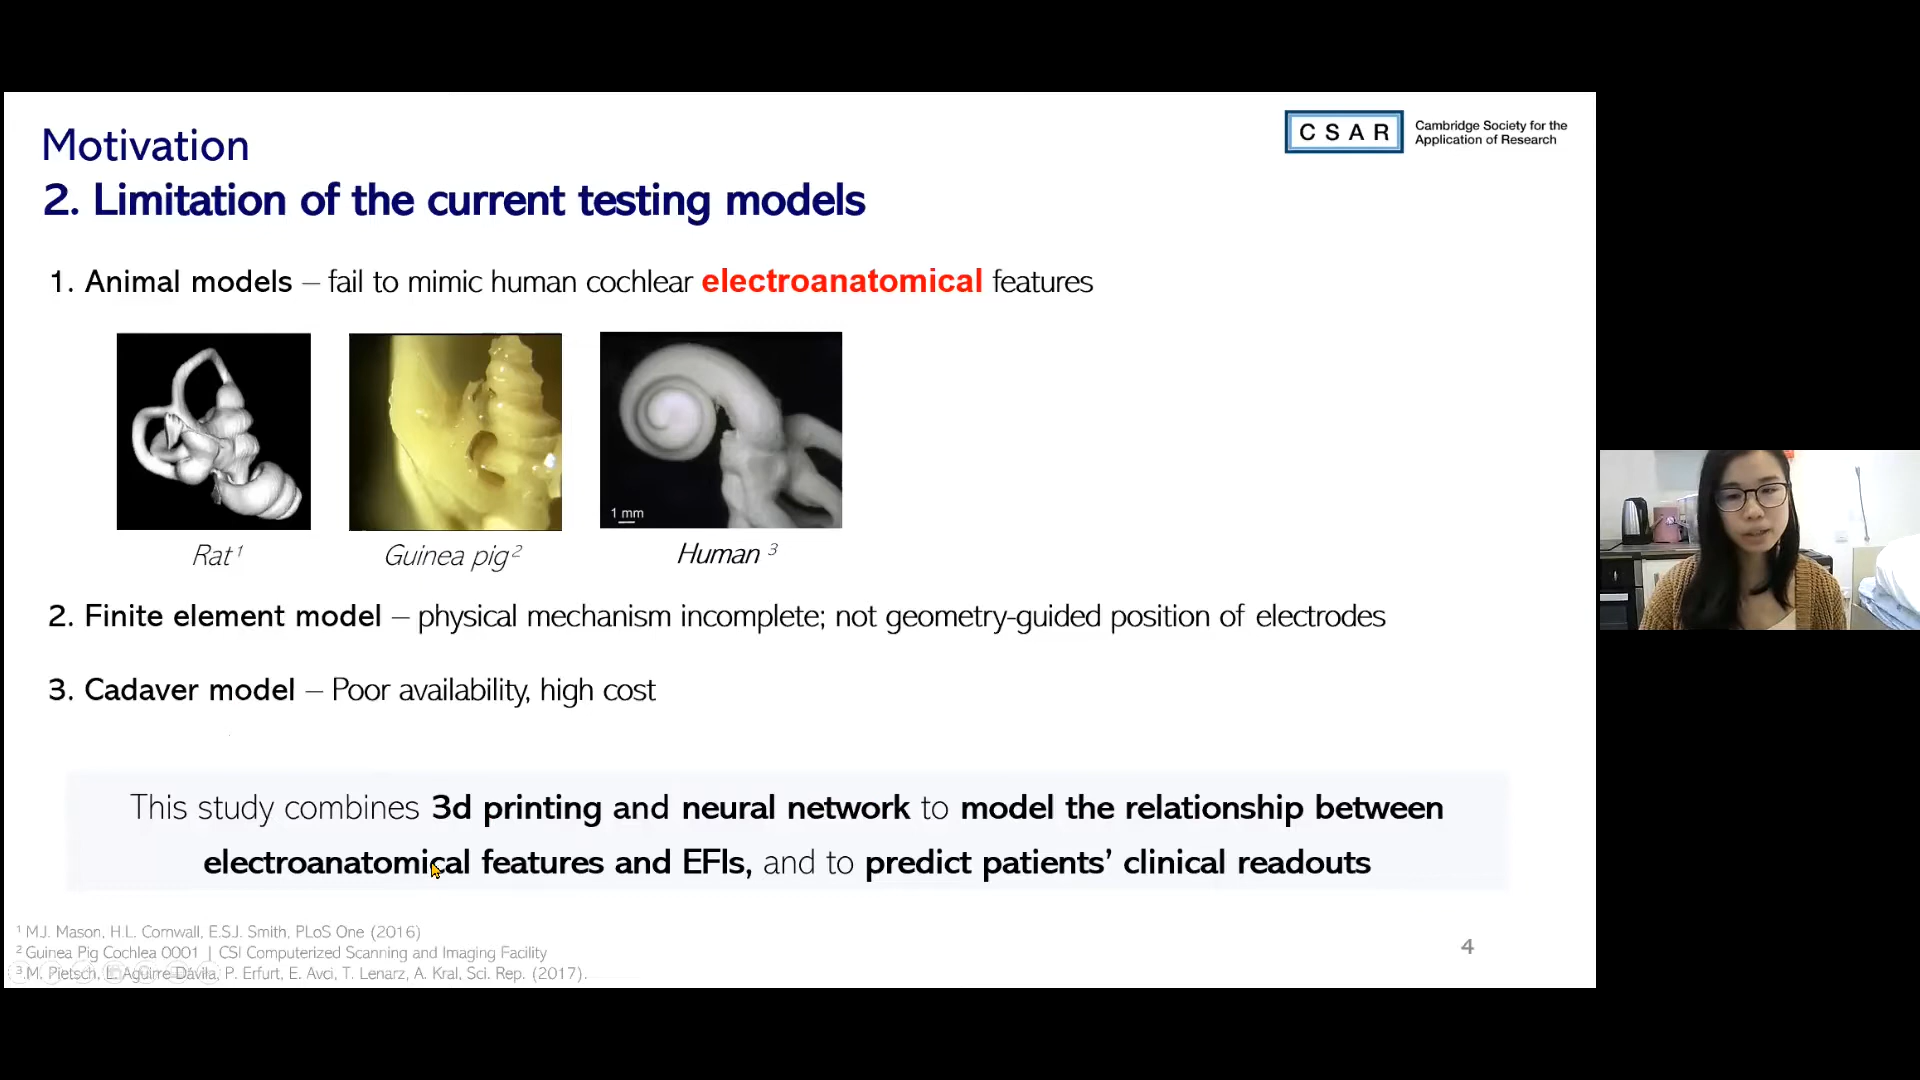 Motivation
2. Limitation of the current testing models
CSAR
Cambridge Society for the
Application of Research
1. Animal models – fail to mimic human cochlear electroanatomical features
1 mm
Rat¹
Guinea pig²
Human ³
2. Finite element model – physical mechanism incomplete; not geometry-guided position of electrodes
3. Cadaver model – Poor availability, high cost
This study combines 3d printing and neural network to model the relationship between
electroanatomical features and EFIs, and to predict patients’ clinical readouts
¹ M.J. Mason, H.L. Cornwall, E.S.J. Smith, PLoS One (2016)
² Guinea Pig Cochlea 0001 | CSI Computerized Scanning and Imaging Facility
³ M. Pietsch, L. Aguirre Dávila, P. Erfurt, E. Avci, T. Lenarz, A. Kral, Sci. Rep. (2017).
4